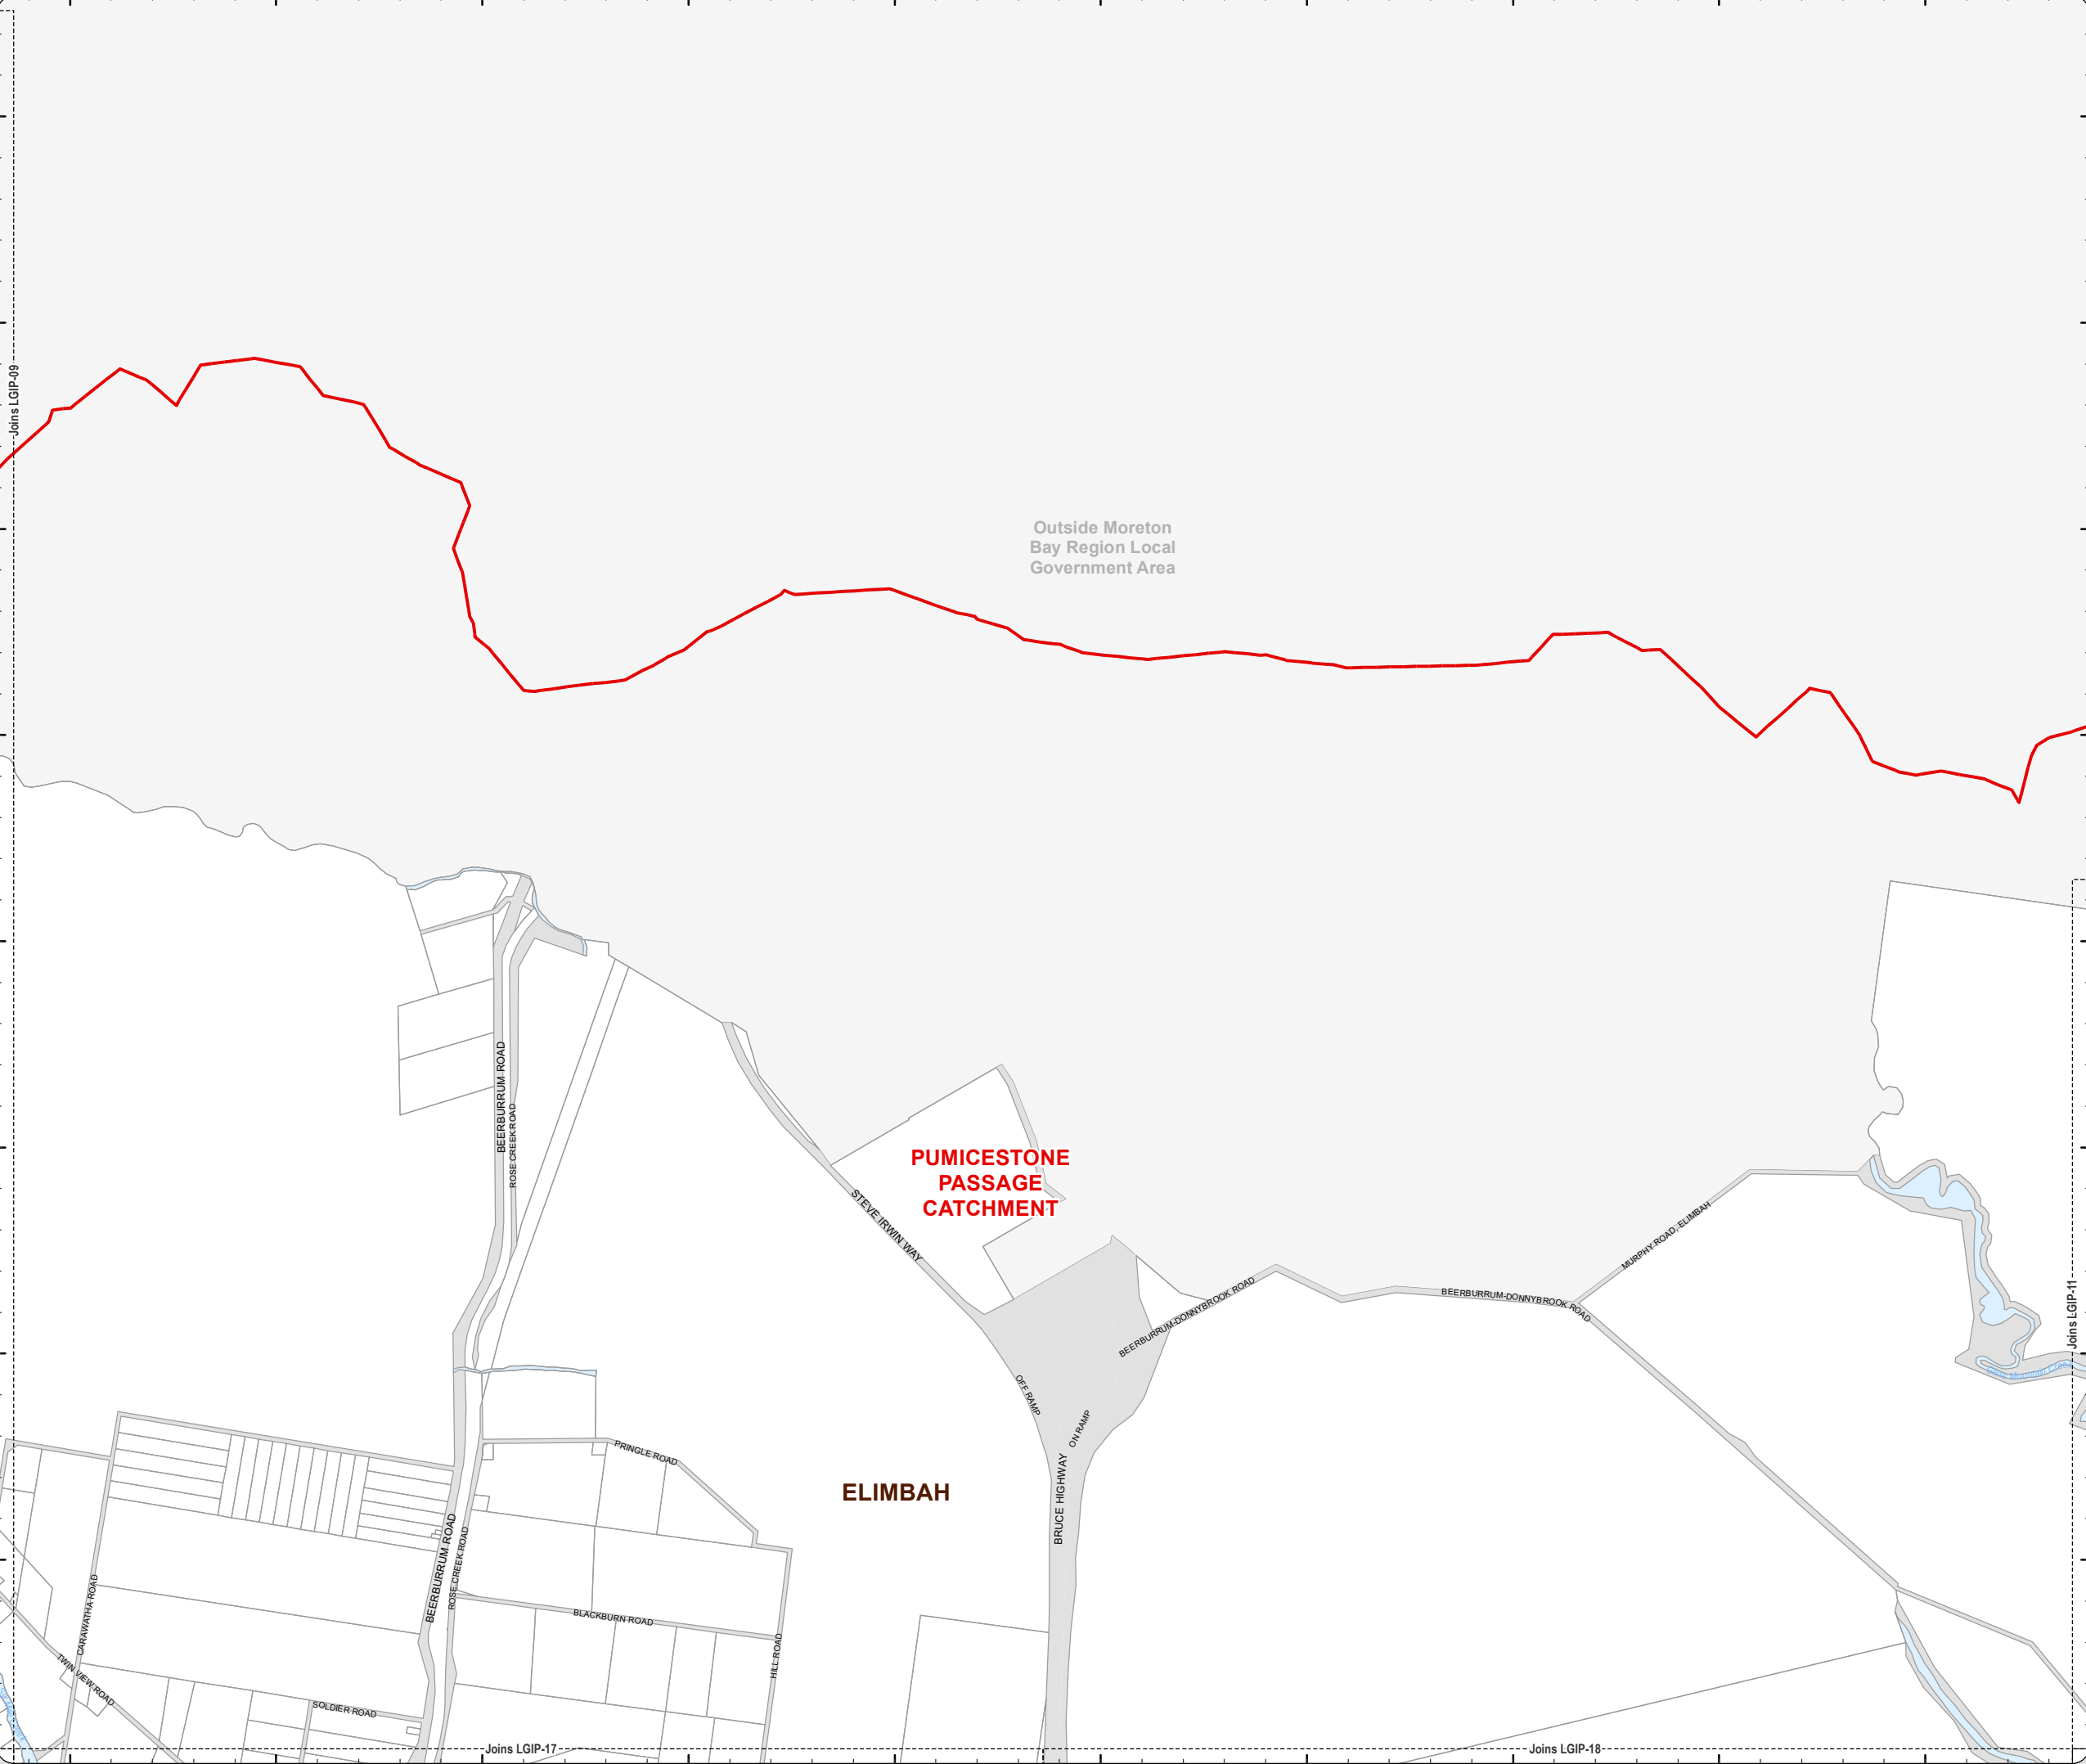 Joins LGIP-09
Outside Moreton
Bay Region Local
Government Area
BEERBURRUM ROAD
ROSE CREEK ROAD
PUMICESTONE
PASSAGE
CATCHMENT
STEVE IRWIN WAY
MURPHY ROAD, ELIMBAH
BEERBURRUM-DONNYBROOK ROAD
BEERBURRUM-DONNYBROOK ROAD
Joins LGIP-11
OFF RAMP
ON RAMP
PRINGLE ROAD
ELIMBAH
BRUCE HIGHWAY
BEERBURRUM ROAD
ROSE CREEK ROAD
CARAWATHA ROAD
BLACKBURN ROAD
HILL ROAD
TWIN VIEW ROAD
SOLDIER ROAD
Joins LGIP-17
Joins LGIP-18